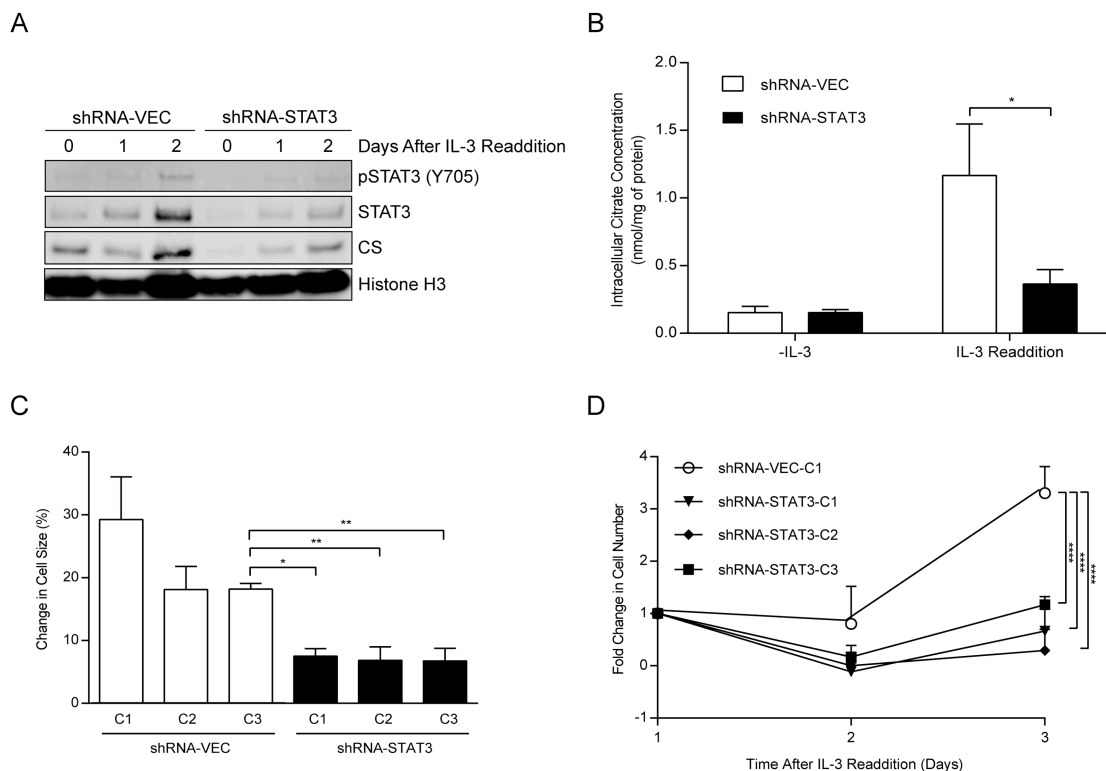 A
shRNA-VEC shRNA-STAT3
0 1 2 0 1 2 Days After IL-3 Readdition
pSTAT3 (Y705)
STAT3
CS
Histone H3
B
Intracellular Citrate Concentration
(nmol/mg of protein)
2.0
1.5
1.0
0.5
0.0
shRNA-VEC
shRNA-STAT3
*
-IL-3 IL-3 Readdition
C
Change in Cell Size (%)
40
30
20
10
0
**
**
*
C1 C2 C3 C1 C2 C3
shRNA-VEC shRNA-STAT3
D
Fold Change in Cell Number
4
3
2
1
0
-1
shRNA-VEC-C1
shRNA-STAT3-C1
shRNA-STAT3-C2
shRNA-STAT3-C3
****
****
****
1 2 3
Time After IL-3 Readdition (Days)